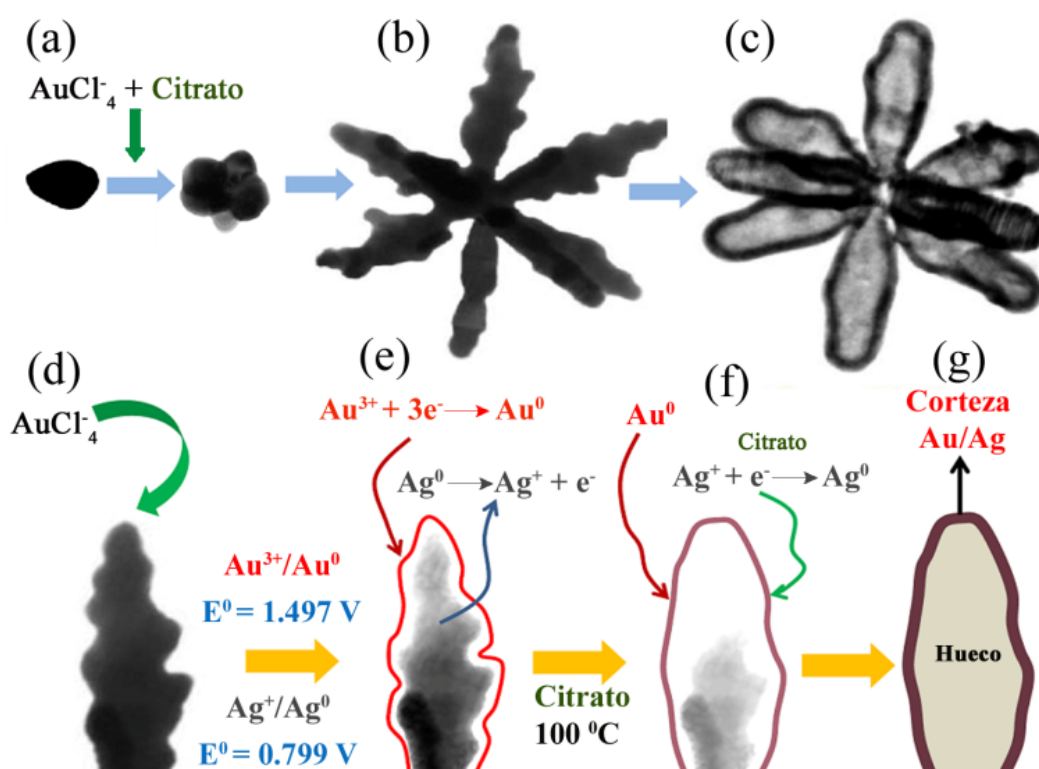 (a)
AuCl⁻₄ + Citrato
(b)
(c)
(d)
AuCl⁻₄
Au³⁺/Au⁰
E⁰ = 1.497 V
Ag⁺/Ag⁰
E⁰ = 0.799 V
(e)
Au³⁺ + 3e⁻ → Au⁰
Ag⁰ → Ag⁺ + e⁻
Citrato
100 ⁰C
(f)
Au⁰
Citrato
Ag⁺ + e⁻ → Ag⁰
(g)
Corteza
Au/Ag
Hueco